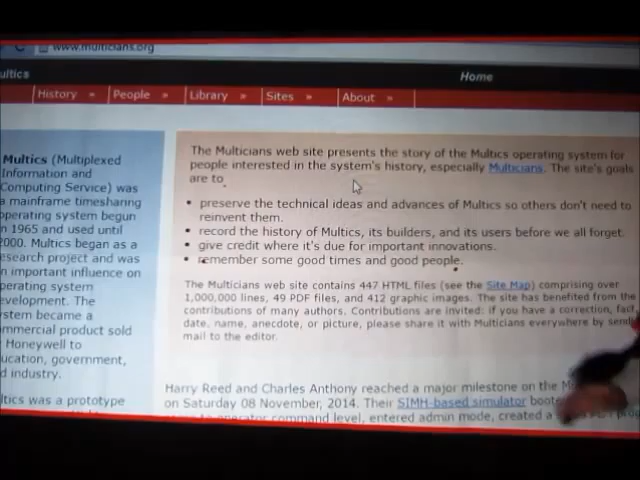 www.multicians.org
ultics
Home
History » People » Library » Sites » About »
Multics (Multiplexed
Information and
Computing Service) was
a mainframe timesharing
operating system begun
in 1965 and used until
2000. Multics began as a
esearch project and was
n important influence on
perating system
evelopment. The
stem became a
mmercial product sold
Honeywell to
ucation, government,
d industry.
ltics was a prototype
The Multicians web site presents the story of the Multics operating system for
people interested in the system's history, especially Multicians. The site's goals
are to
• preserve the technical ideas and advances of Multics so others don't need to
reinvent them.
• record the history of Multics, its builders, and its users before we all forget.
• give credit where it's due for important innovations.
• remember some good times and good people.
The Multicians web site contains 447 HTML files (see the Site Map) comprising over
1,000,000 lines, 49 PDF files, and 412 graphic images. The site has benefited from the
contributions of many authors. Contributions are invited: if you have a correction, fact,
date, name, anecdote, or picture, please share it with Multicians everywhere by sendi
mail to the editor.
Harry Reed and Charles Anthony reached a major milestone on the
on Saturday 08 November, 2014. Their SIMH-based simulator boote
operator command level, entered admin mode, created a